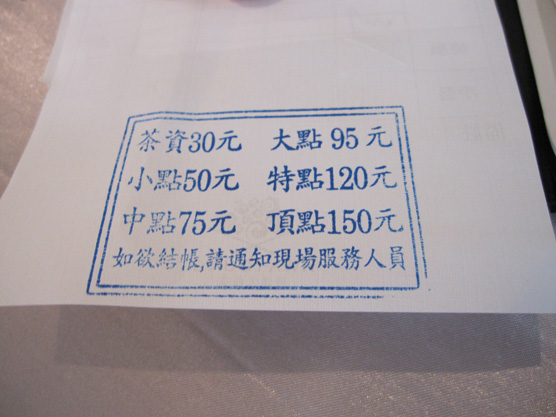 茶資30元 大點95元
小點50元 特點120元
中點75元 頂點150元
如欲結帳,請通知現場服務人員